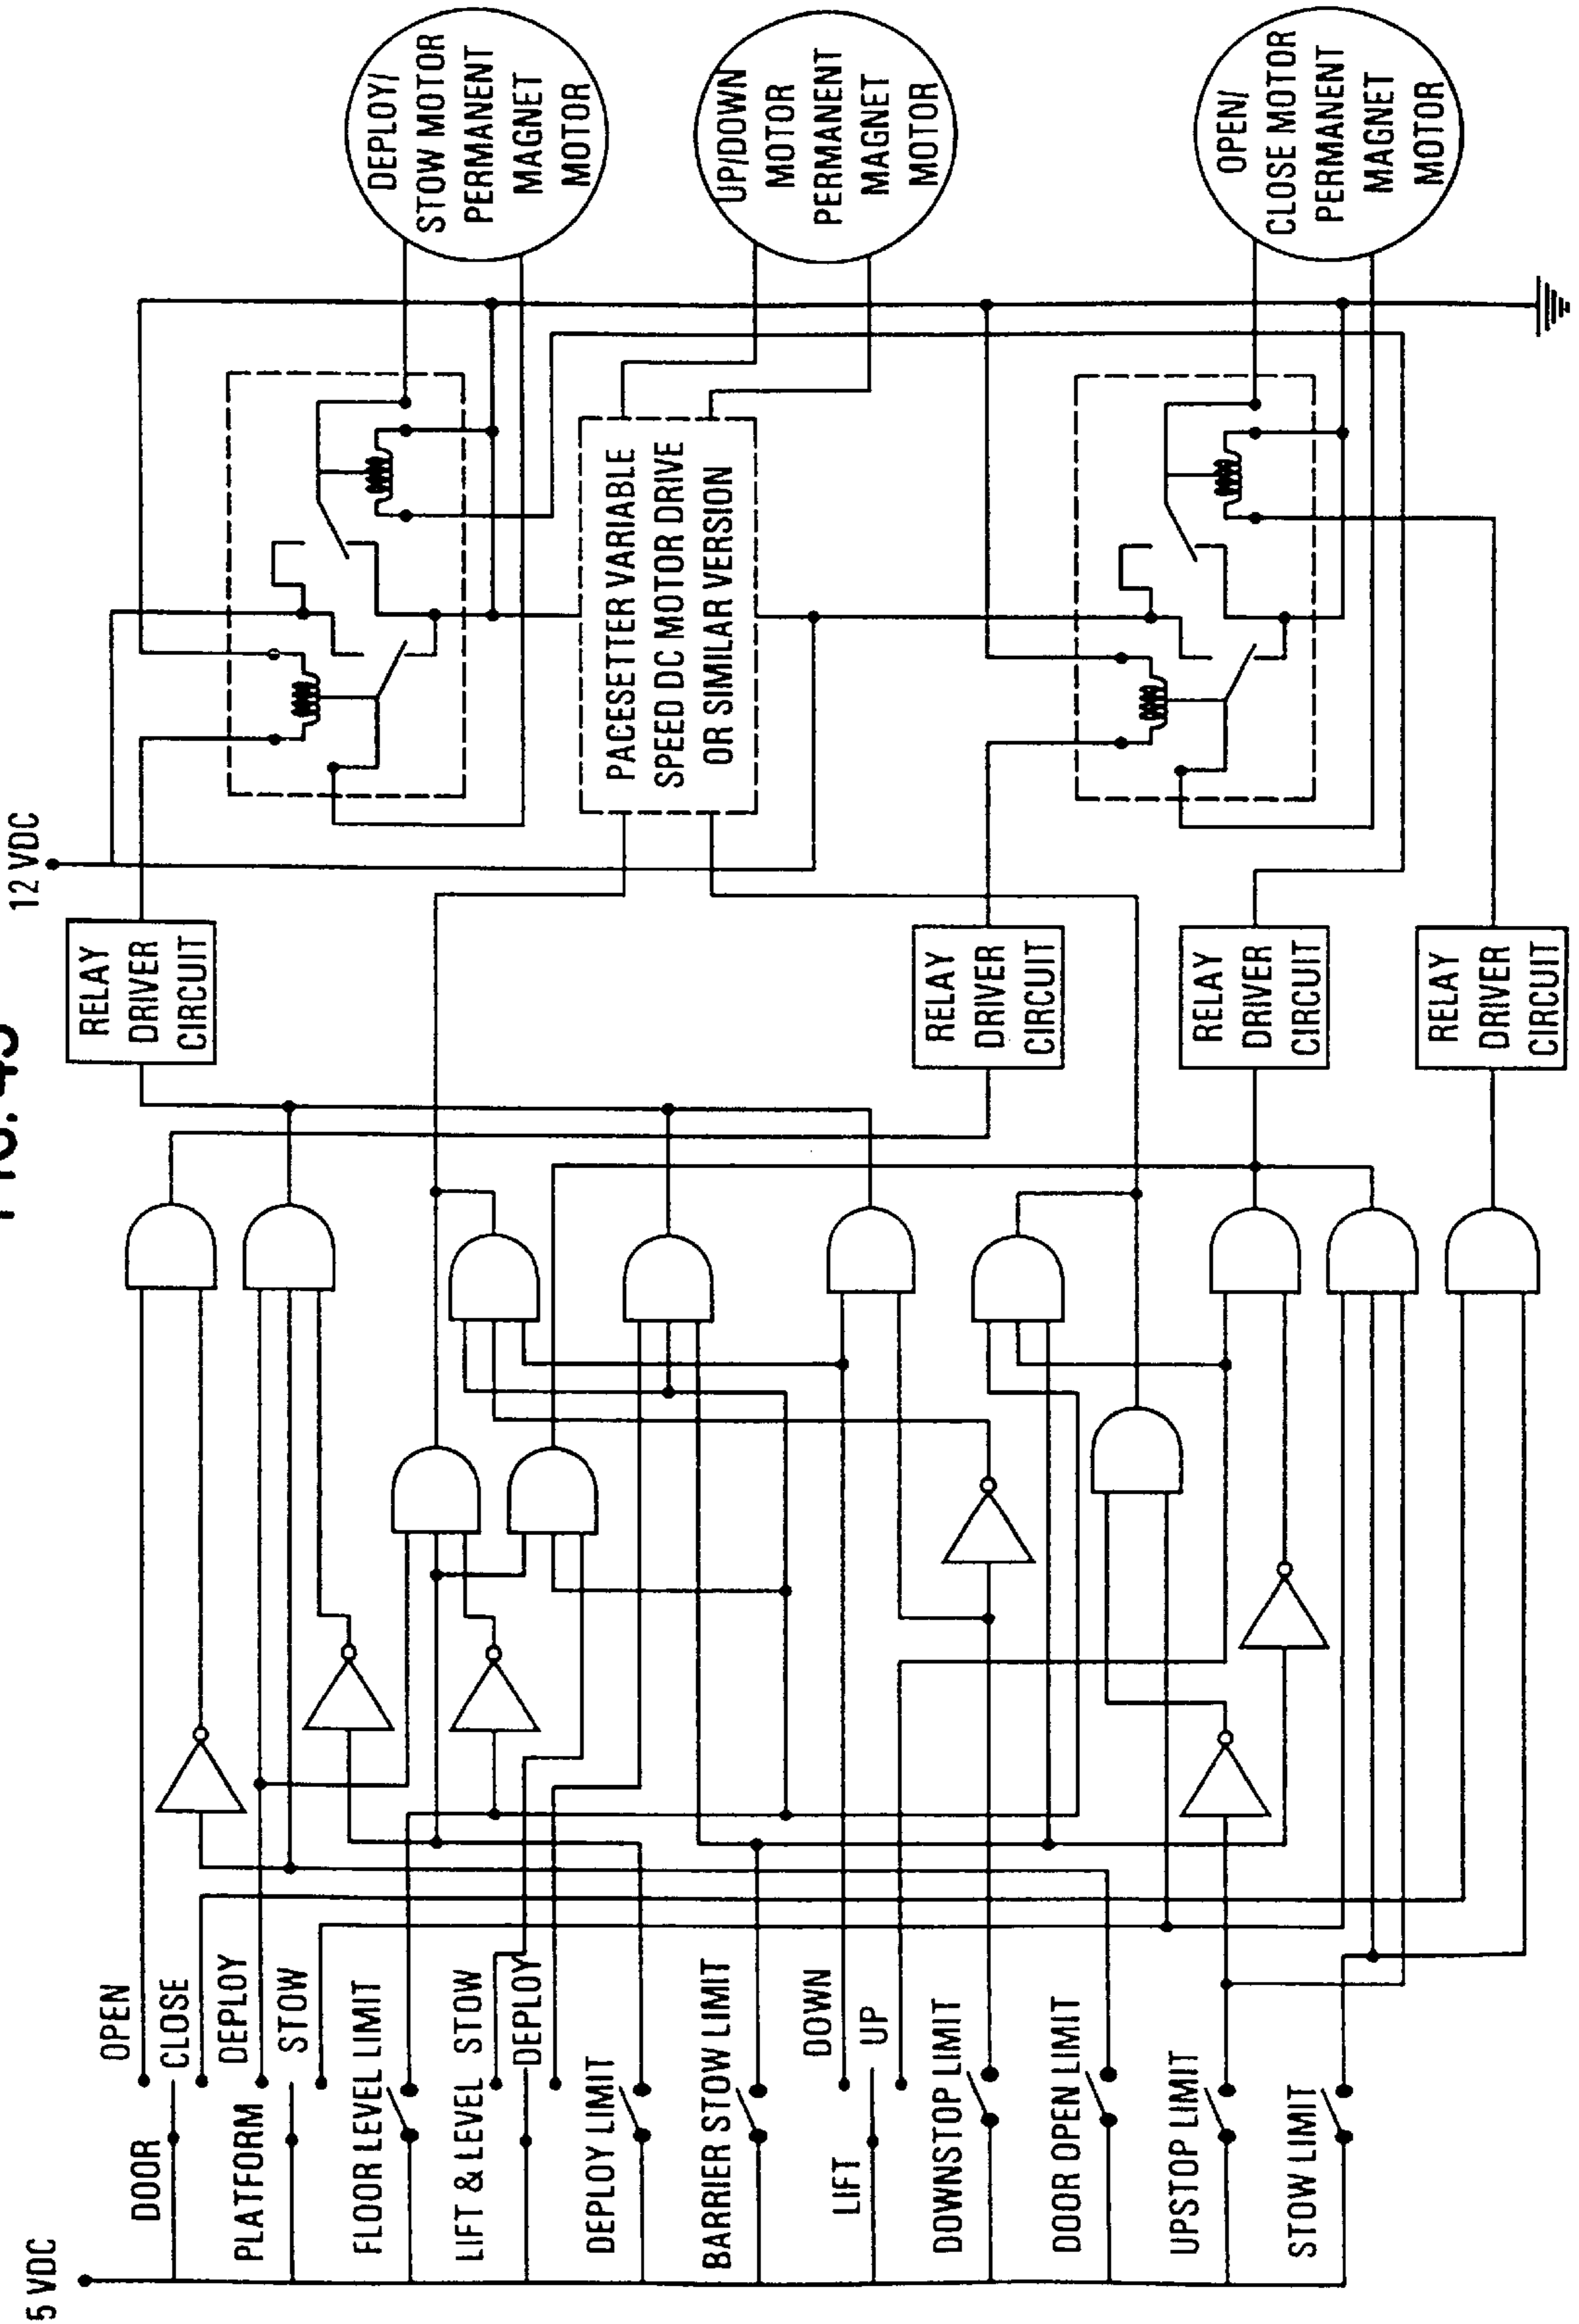 FIG. 43
5 VDC
12 VDC
DOOR
OPEN
CLOSE
PLATFORM
DEPLOY
STOW
FLOOR LEVEL LIMIT
LIFT & LEVEL
STOW
DEPLOY
DEPLOY LIMIT
BARRIER STOW LIMIT
LIFT
DOWN
UP
DOWNSTOP LIMIT
DOOR OPEN LIMIT
UPSTOP LIMIT
STOW LIMIT
RELAY
DRIVER
CIRCUIT
RELAY
DRIVER
CIRCUIT
RELAY
DRIVER
CIRCUIT
RELAY
DRIVER
CIRCUIT
PACESETTER VARIABLE
SPEED DC MOTOR DRIVE
OR SIMILAR VERSION
DEPLOY/
STOW MOTOR
PERMANENT
MAGNET
MOTOR
UP/DOWN
MOTOR
PERMANENT
MAGNET
MOTOR
OPEN/
CLOSE MOTOR
PERMANENT
MAGNET
MOTOR